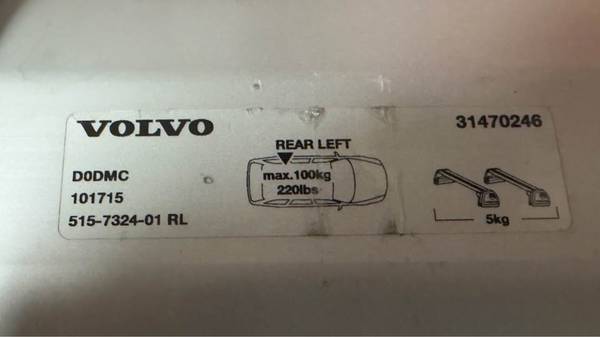 VOLVO
31470246
REAR LEFT
D0DMC
max.100kg
220lbs
101715
515-7324-01 RL
5kg